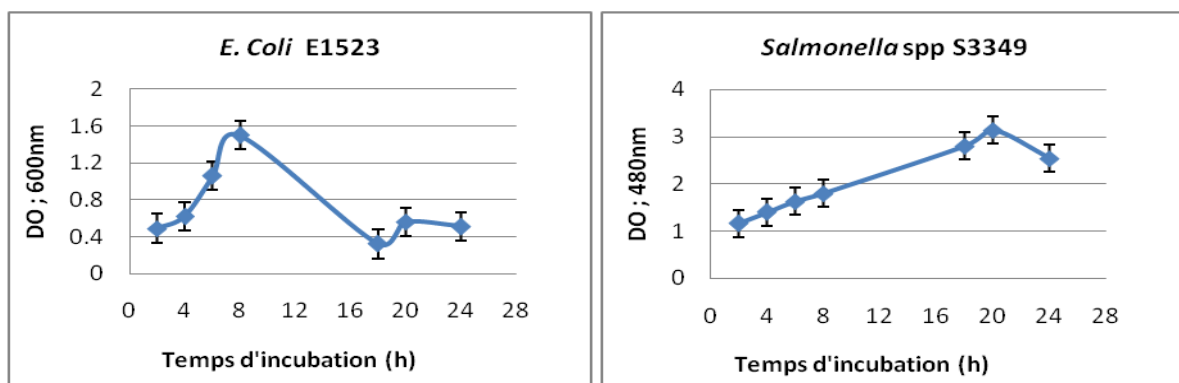 E. Coli E1523
2
1.6
1.2
0.8
0.4
0
DO ; 600nm
0 4 8 12 16 20 24 28
Temps d'incubation (h)
Salmonella spp S3349
4
3
2
1
0
DO ; 480nm
0 4 8 12 16 20 24 28
Temps d'incubation (h)